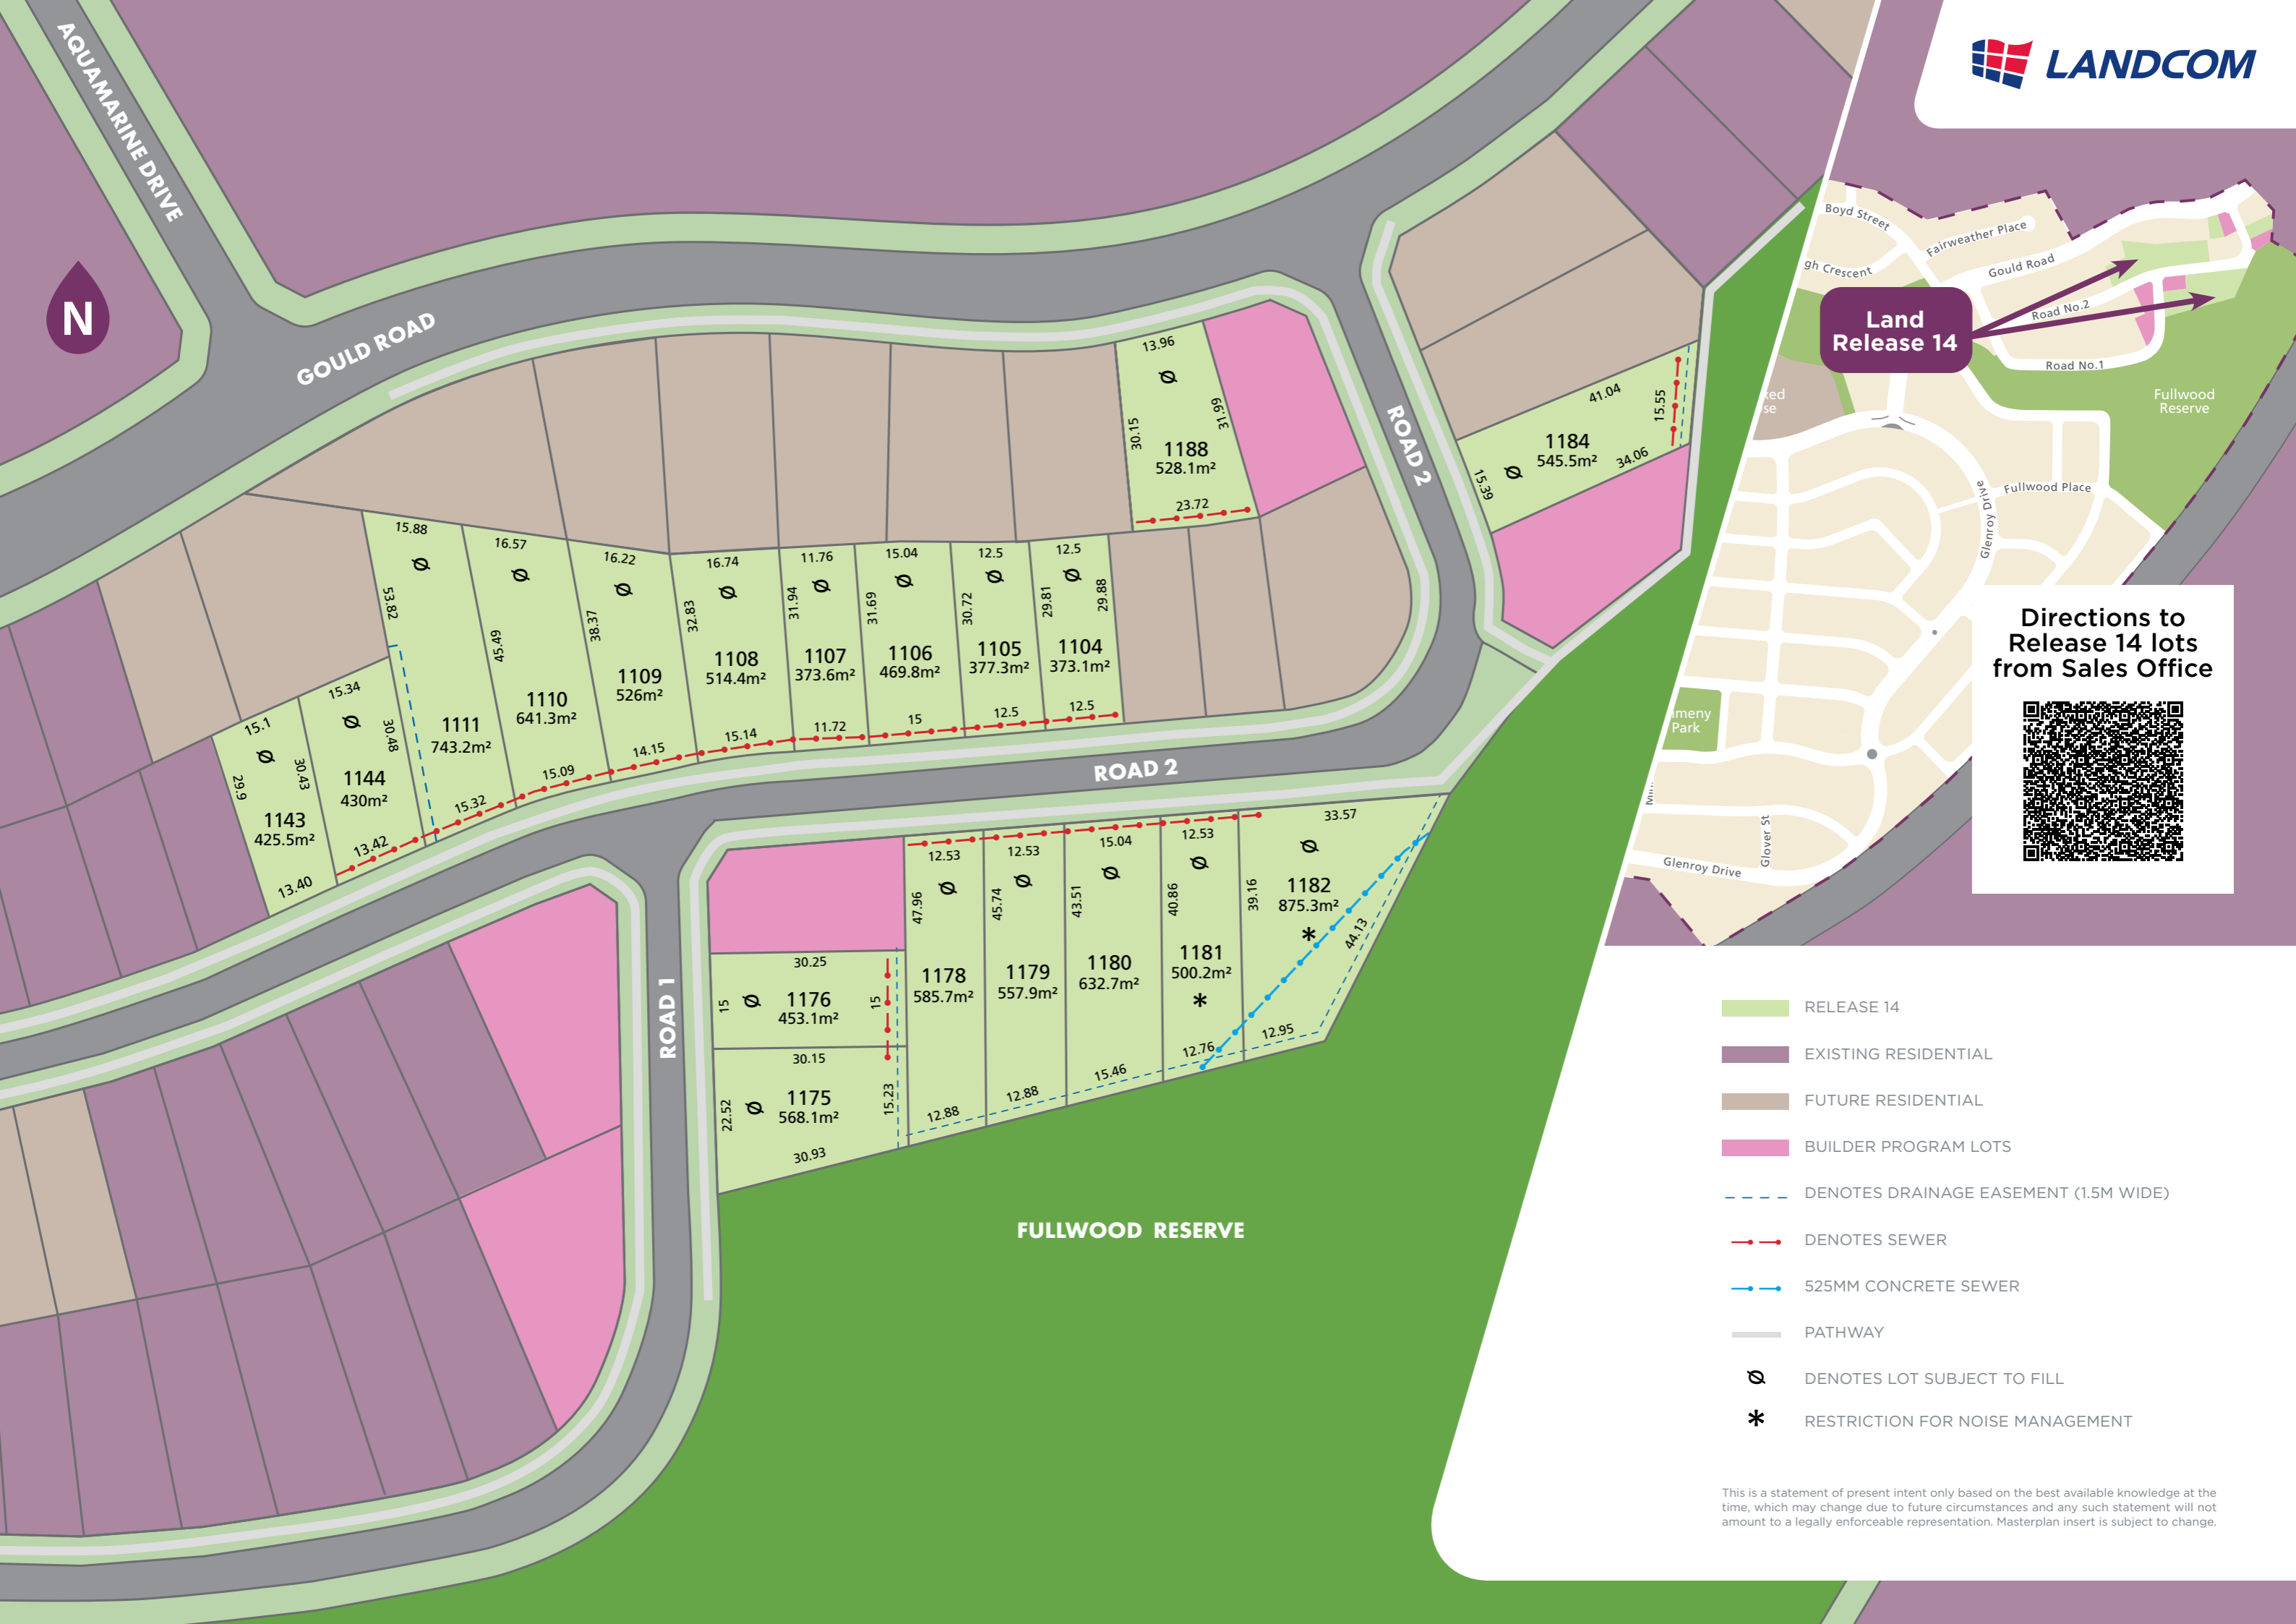 AQUAMARINE DRIVE
N
GOULD ROAD
ROAD 2
13.96
30.15
31.99
1188
528.1m²
23.72
41.04
15.55
1184
545.5m²
34.06
15.39
15.88
53.82
1111
743.2m²
15.32
16.57
45.49
1110
641.3m²
15.09
16.22
38.37
1109
526m²
14.15
16.74
32.83
1108
514.4m²
15.14
11.76
31.94
1107
373.6m²
11.72
15.04
31.69
1106
469.8m²
15
12.5
30.72
1105
377.3m²
12.5
12.5
29.81
29.88
1104
373.1m²
12.5
15.1
29.9
30.43
1143
425.5m²
13.40
15.34
30.48
1144
430m²
13.42
ROAD 2
ROAD 1
12.53
47.96
1178
585.7m²
12.88
12.53
45.74
1179
557.9m²
12.88
15.04
43.51
1180
632.7m²
15.46
12.53
40.86
1181
500.2m²
*
12.76
33.57
39.16
1182
875.3m²
*
44.13
12.95
30.25
15
1176
453.1m²
15
30.15
22.52
1175
568.1m²
15.23
30.93
FULLWOOD RESERVE
LANDCOM
Boyd Street
Fairweather Place
gh Crescent
Gould Road
Road No.2
Road No.1
Land
Release 14
Fullwood
Reserve
ked
se
Fullwood Place
Glenroy Drive
meny
Park
Glover St
Glenroy Drive
Directions to
Release 14 lots
from Sales Office
RELEASE 14
EXISTING RESIDENTIAL
FUTURE RESIDENTIAL
BUILDER PROGRAM LOTS
DENOTES DRAINAGE EASEMENT (1.5M WIDE)
DENOTES SEWER
525MM CONCRETE SEWER
PATHWAY
Ø DENOTES LOT SUBJECT TO FILL
* RESTRICTION FOR NOISE MANAGEMENT
This is a statement of present intent only based on the best available knowledge at the
time, which may change due to future circumstances and any such statement will not
amount to a legally enforceable representation. Masterplan insert is subject to change.